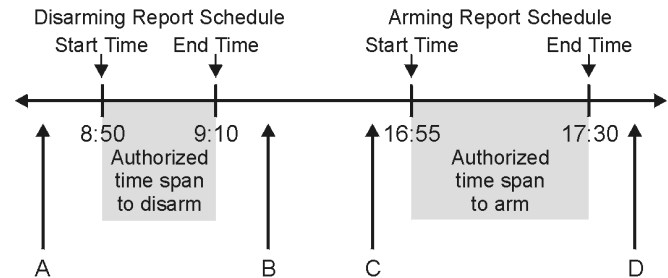 Disarming Report Schedule
Arming Report Schedule
Start Time
End Time
Start Time
End Time
8:50
9:10
16:55
17:30
Authorized
time span
to disarm
Authorized
time span
to arm
A
B
C
D